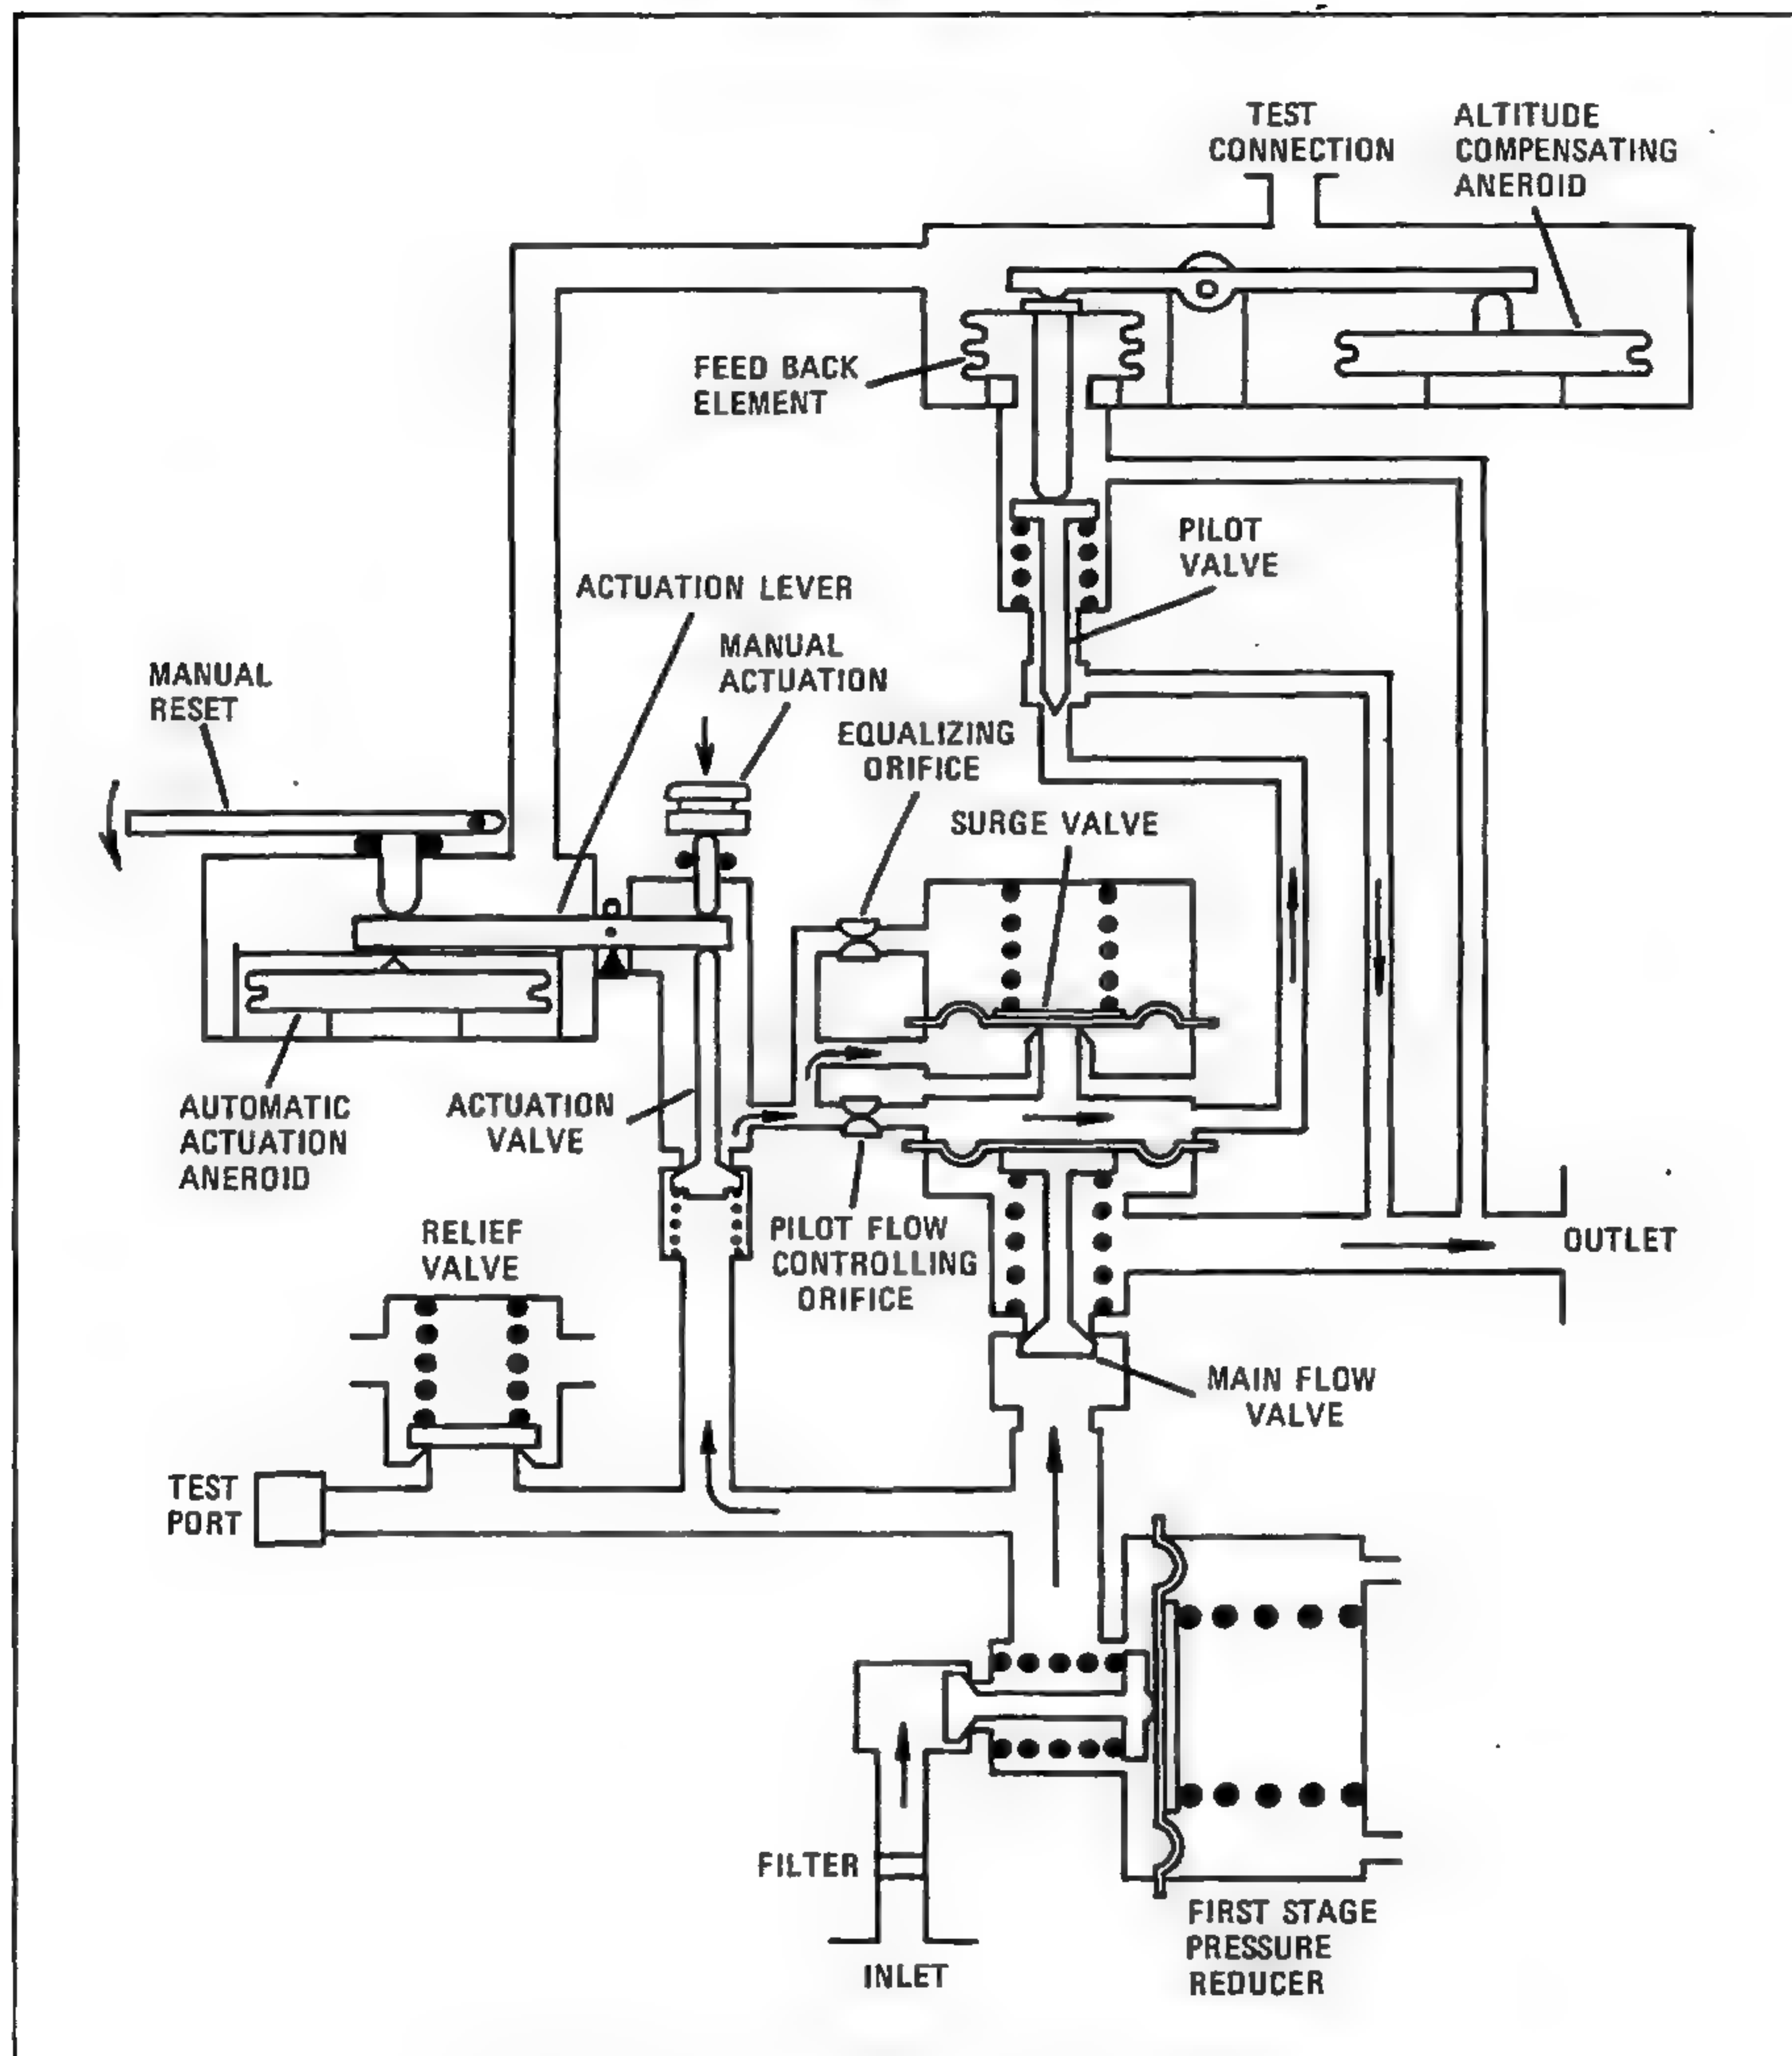 TEST
CONNECTION
ALTITUDE
COMPENSATING
ANEROID
FEED BACK
ELEMENT
PILOT
VALVE
ACTUATION LEVER
MANUAL
ACTUATION
MANUAL
RESET
EQUALIZING
ORIFICE
SURGE VALVE
AUTOMATIC
ACTUATION
ANEROID
ACTUATION
VALVE
RELIEF
VALVE
PILOT FLOW
CONTROLLING
ORIFICE
OUTLET
MAIN FLOW
VALVE
TEST
PORT
FILTER
INLET
FIRST STAGE
PRESSURE
REDUCER